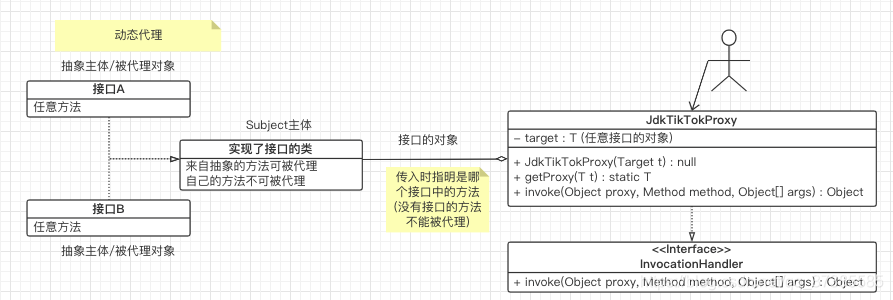 动态代理
抽象主体/被代理对象
接口A
任意方法
Subject主体
实现了接口的类
来自抽象的方法可被代理
自己的方法不可被代理
接口B
任意方法
抽象主体/被代理对象
接口的对象
传入时指明是哪
个接口中的方法
(没有接口的方法
不能被代理)
JdkTikTokProxy
- target : T (任意接口的对象)
+ JdkTikTokProxy(Target t) : null
+ getProxy(T t) : static T
+ invoke(Object proxy, Method method, Object[] args) : Object
<<Interface>>
InvocationHandler
+ invoke(Object proxy, Method method, Object[] args) : Object